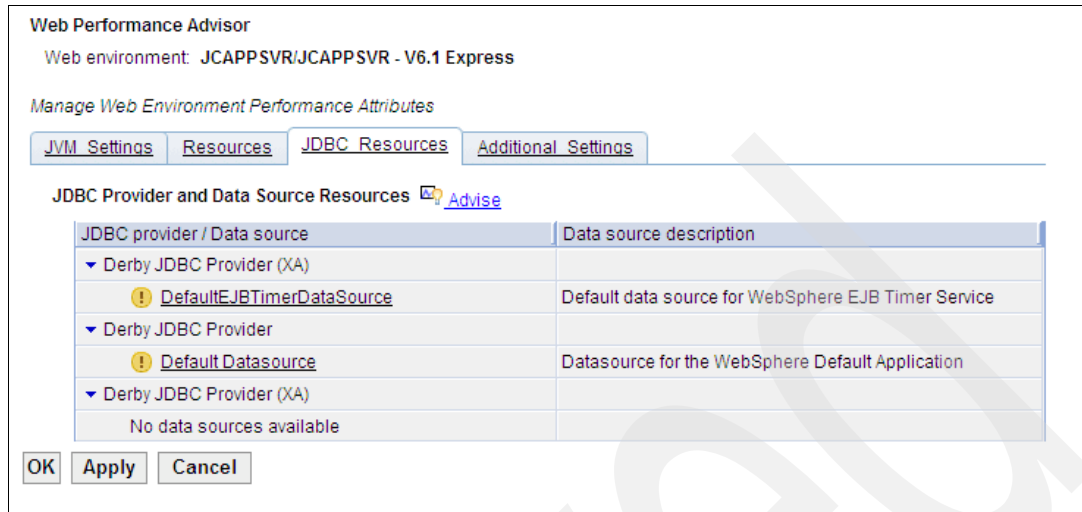 Web Performance Advisor
Web environment: JCAPPSVR/JCAPPSVR - V6.1 Express
Manage Web Environment Performance Attributes
JVM Settings Resources JDBC Resources Additional Settings
JDBC Provider and Data Source Resources Advise
JDBC provider / Data source Data source description
Derby JDBC Provider (XA)
DefaultEJBTimerDataSource Default data source for WebSphere EJB Timer Service
Derby JDBC Provider
Default Datasource Datasource for the WebSphere Default Application
Derby JDBC Provider (XA)
No data sources available
OK Apply Cancel